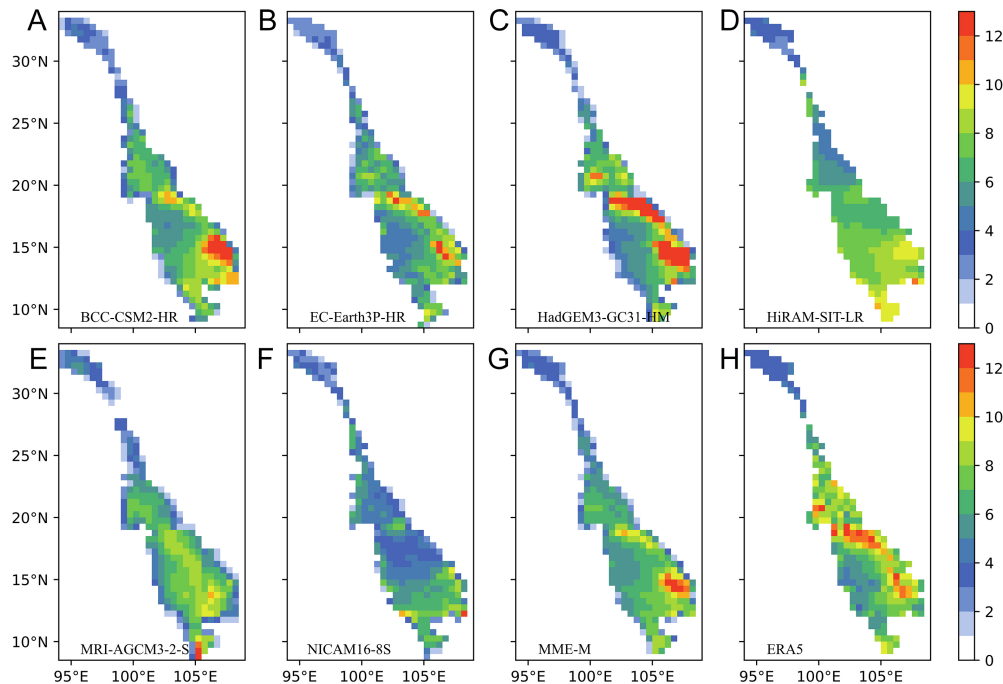 A B C D
12
10
8
6
4
2
0
30°N
25°N
20°N
15°N
10°N
BCC-CSM2-HR EC-Earth3P-HR HadGEM3-GC31-HM HiRAM-SIT-LR
E F G H
12
10
8
6
4
2
0
30°N
25°N
20°N
15°N
10°N
MRI-AGCM3-2-S NICAM16-8S MME-M ERA5
95°E 100°E 105°E 95°E 100°E 105°E 95°E 100°E 105°E 95°E 100°E 105°E